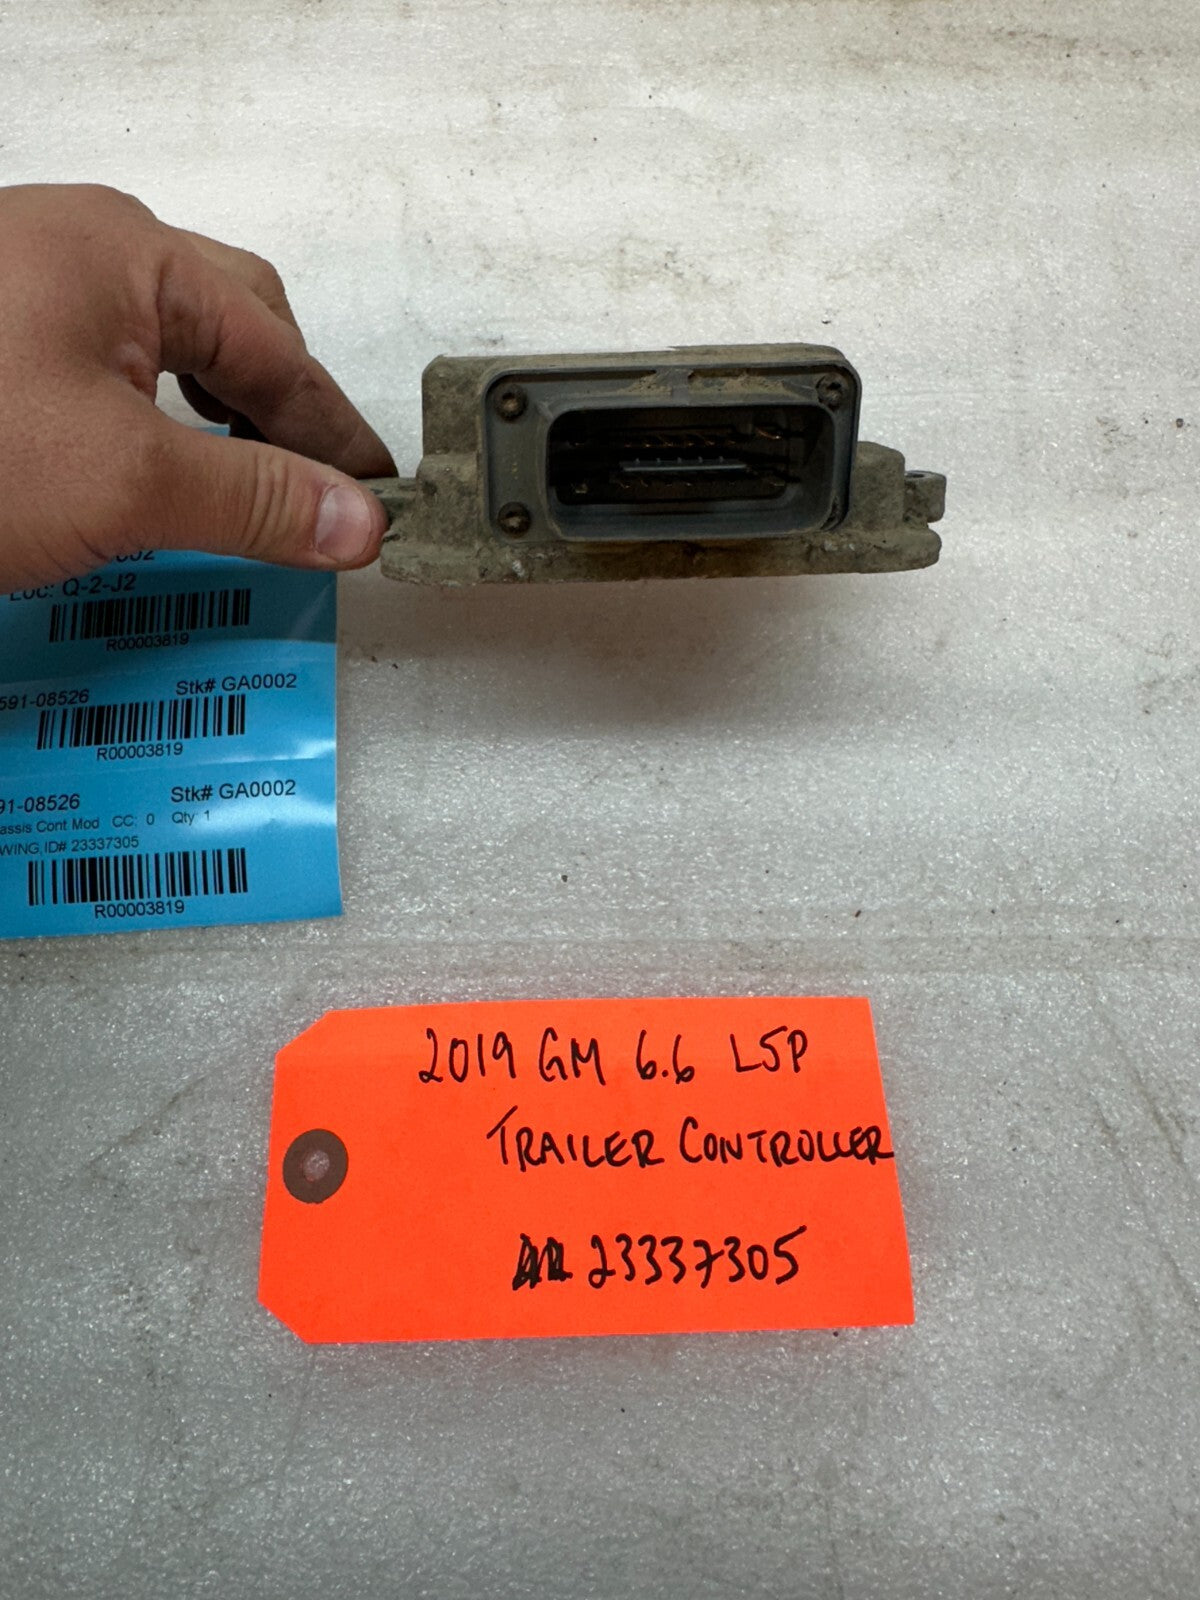 Loc: Q-2-J2
R00003819
591-08526 Stk# GA0002
R00003819
91-08526 Stk# GA0002
assis Cont Mod CC: 0 Qty: 1
WING,ID# 23337305
R00003819
2019 GM 6.6 L5P
TRAILER CONTROLLER
23337305